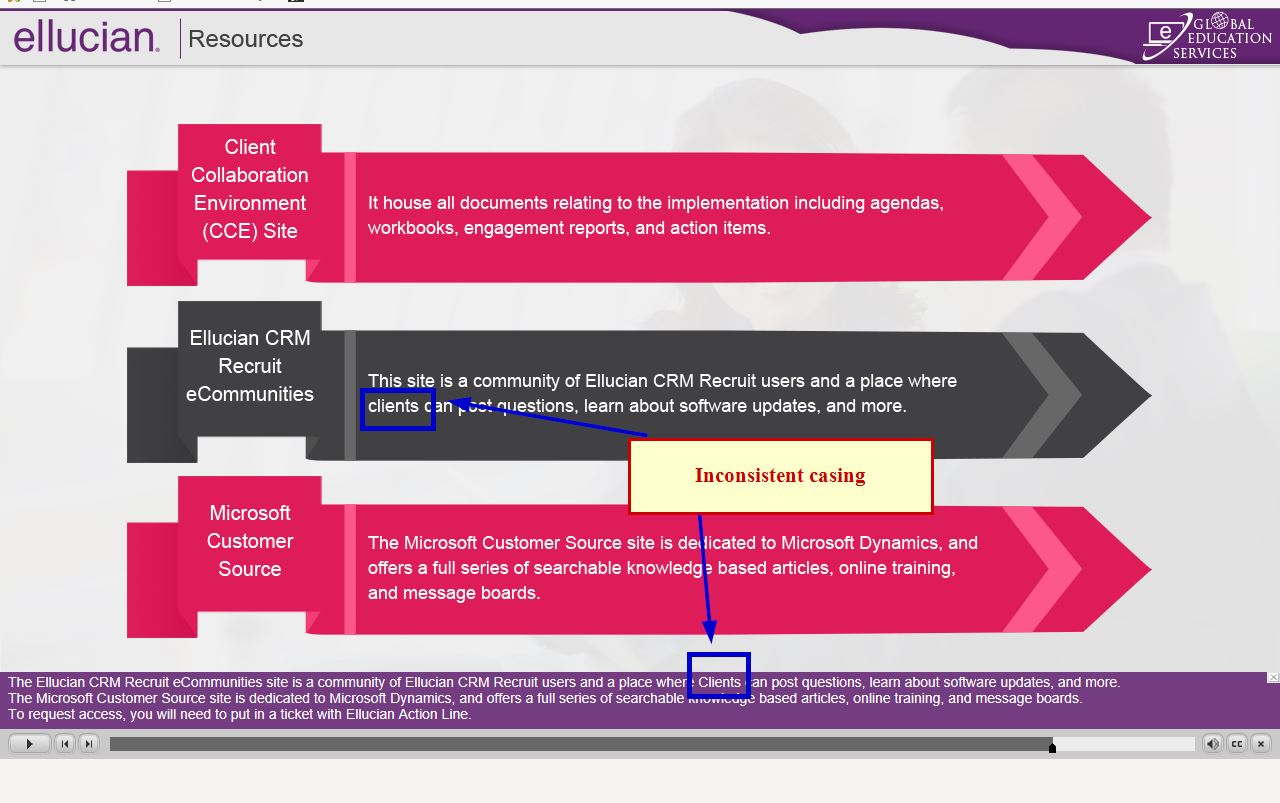 ellucian.
Resources
GLOBAL
EDUCATION
SERVICES
Client
Collaboration
Environment
(CCE) Site
It house all documents relating to the implementation including agendas,
workbooks, engagement reports, and action items.
Ellucian CRM
Recruit
eCommunities
This site is a community of Ellucian CRM Recruit users and a place where
clients can post questions, learn about software updates, and more.
Inconsistent casing
Microsoft
Customer
Source
The Microsoft Customer Source site is dedicated to Microsoft Dynamics, and
offers a full series of searchable knowledge based articles, online training,
and message boards.
The Ellucian CRM Recruit eCommunities site is a community of Ellucian CRM Recruit users and a place where Clients can post questions, learn about software updates, and more.
The Microsoft Customer Source site is dedicated to Microsoft Dynamics, and offers a full series of searchable knowledge based articles, online training, and message boards.
To request access, you will need to put in a ticket with Ellucian Action Line.
CC